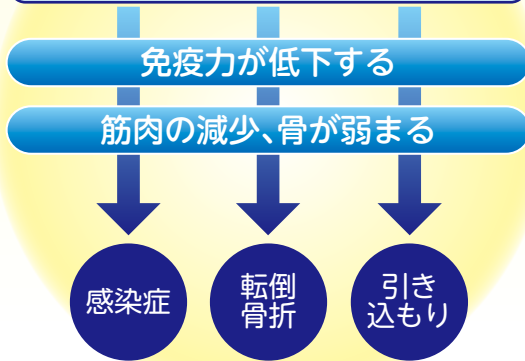 免疫力が低下する
筋肉の減少、骨が弱まる
感染症
転倒
骨折
引き
込もり